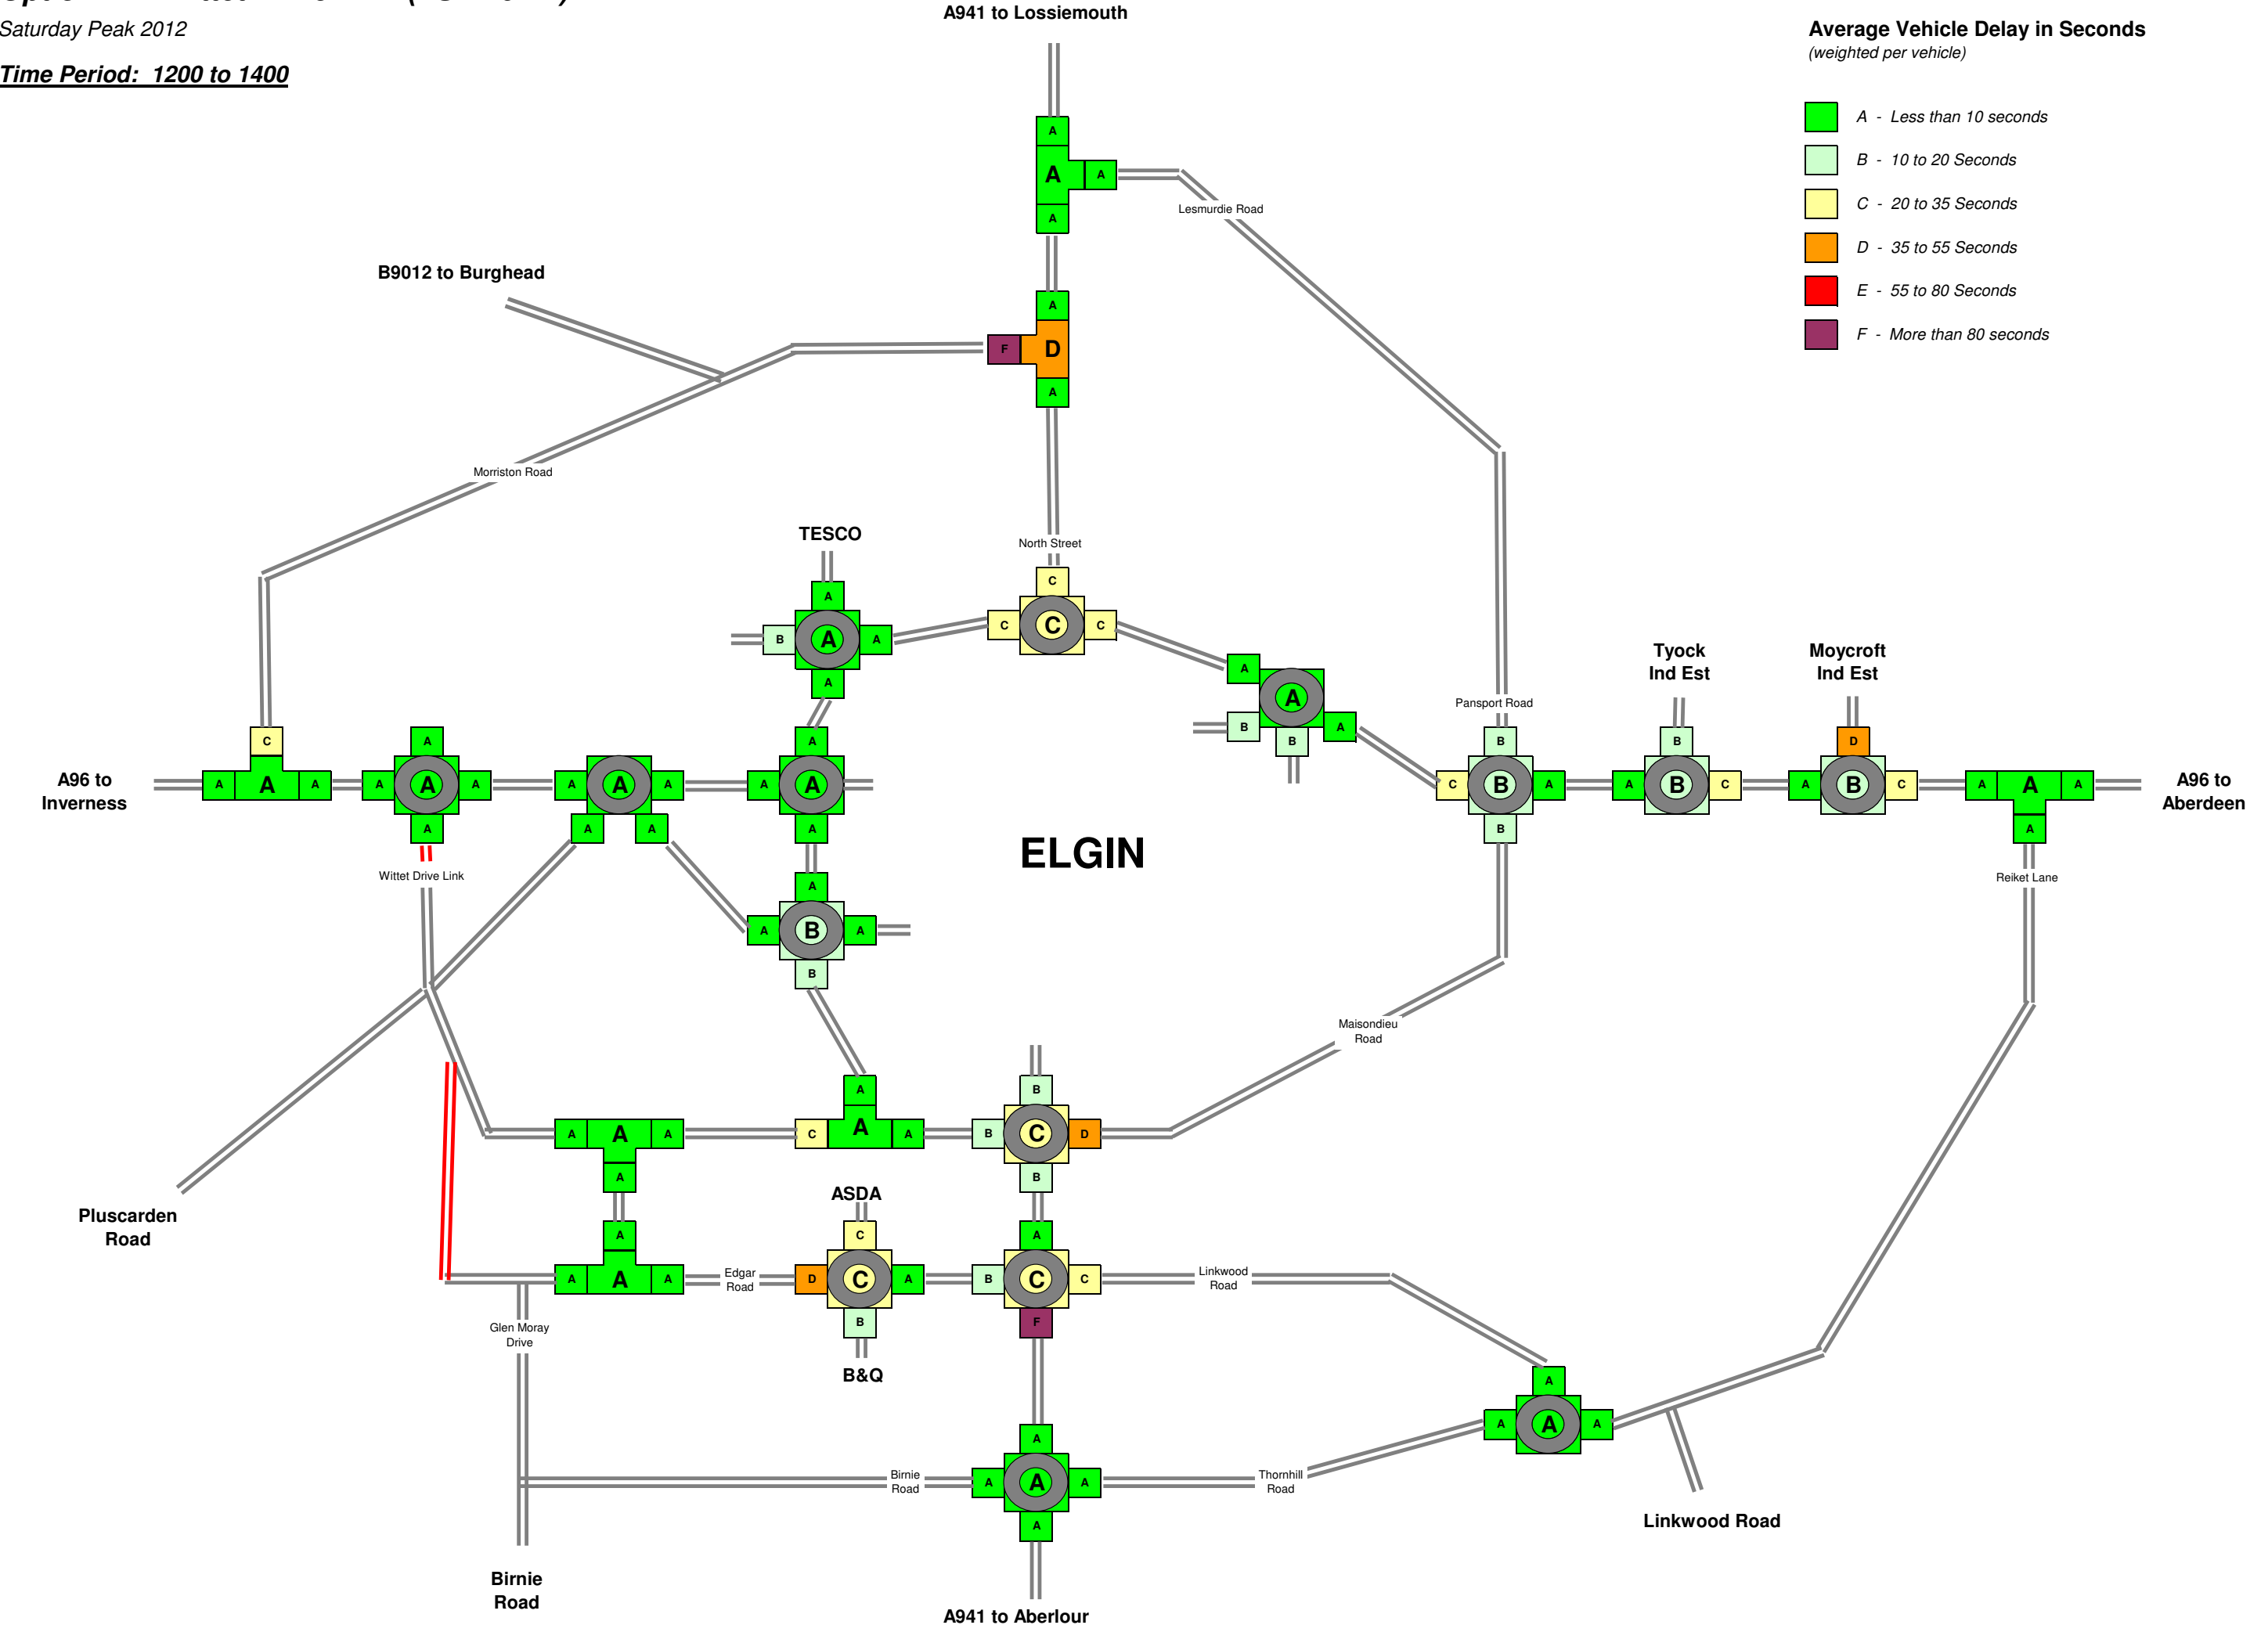 Saturday Peak 2012
Time Period: 1200 to 1400
A941 to Lossiemouth
Average Vehicle Delay in Seconds
(weighted per vehicle)
A - Less than 10 seconds
B - 10 to 20 Seconds
C - 20 to 35 Seconds
D - 35 to 55 Seconds
E - 55 to 80 Seconds
F - More than 80 seconds
A
A A
A
Lesmurdie Road
B9012 to Burghead
A
F D
A
Morriston Road
North Street
TESCO
C
C C C
A
B A A
A
A
A
B
B
A
Pansport Road
Tyock
Ind Est
Moycroft
Ind Est
A96 to
Inverness
C
A A A
A
A A A
A
A A A
A A
A
A A
A
B
C B A
B
B
A B C
D
A B C
A A A
A
A96 to
Aberdeen
ELGIN
Wittet Drive Link
Reiket Lane
A
A B A
B
Maisondieu
Road
A A A
A
A
C A A
B
B C D
B
Pluscarden
Road
ASDA
A
A A A
Edgar
Road
C
D C A
B
A
B C C
F
Linkwood
Road
Glen Moray
Drive
B&Q
A
A A A
Birnie
Road
A
A A A
A
Thornhill
Road
Linkwood Road
Birnie
Road
A941 to Aberlour